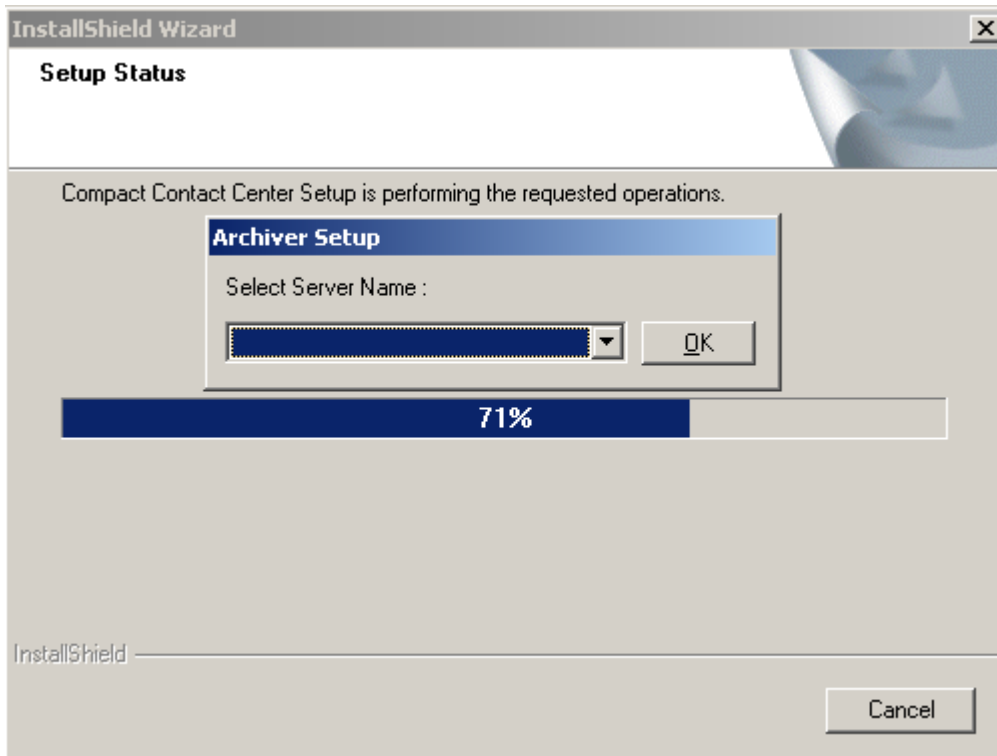 InstallShield Wizard
Setup Status
Compact Contact Center Setup is performing the requested operations.
Archiver Setup
Select Server Name :
OK
71%
InstallShield
Cancel